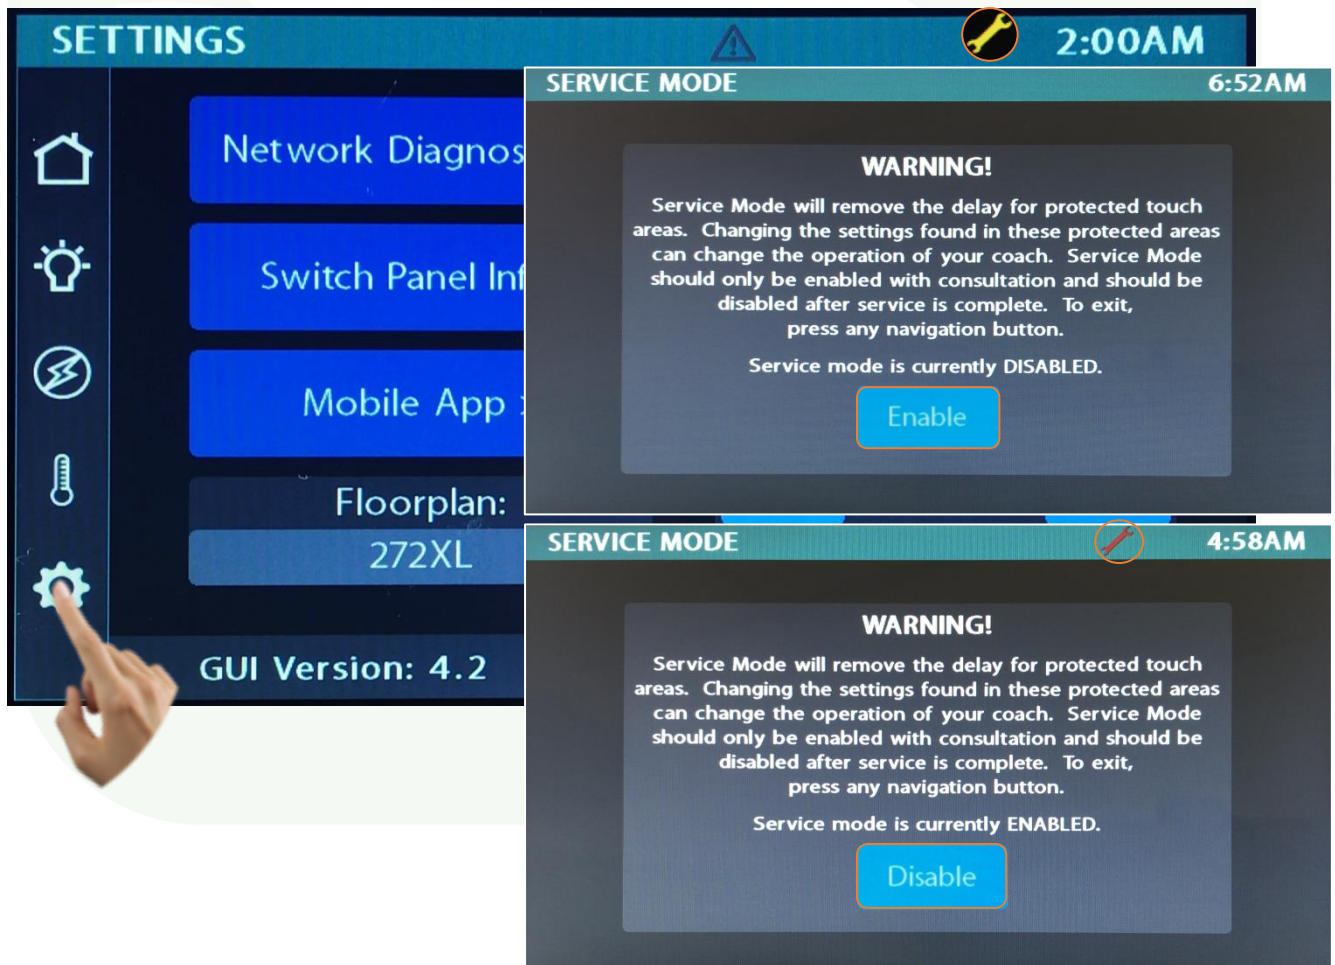 SETTINGS
2:00AM
Network Diagnos
Switch Panel Inf
Mobile App
Floorplan:
272XL
GUI Version: 4.2
SERVICE MODE
6:52AM
WARNING!
Service Mode will remove the delay for protected touch
areas. Changing the settings found in these protected areas
can change the operation of your coach. Service Mode
should only be enabled with consultation and should be
disabled after service is complete. To exit,
press any navigation button.
Service mode is currently DISABLED.
Enable
SERVICE MODE
4:58AM
WARNING!
Service Mode will remove the delay for protected touch
areas. Changing the settings found in these protected areas
can change the operation of your coach. Service Mode
should only be enabled with consultation and should be
disabled after service is complete. To exit,
press any navigation button.
Service mode is currently ENABLED.
Disable